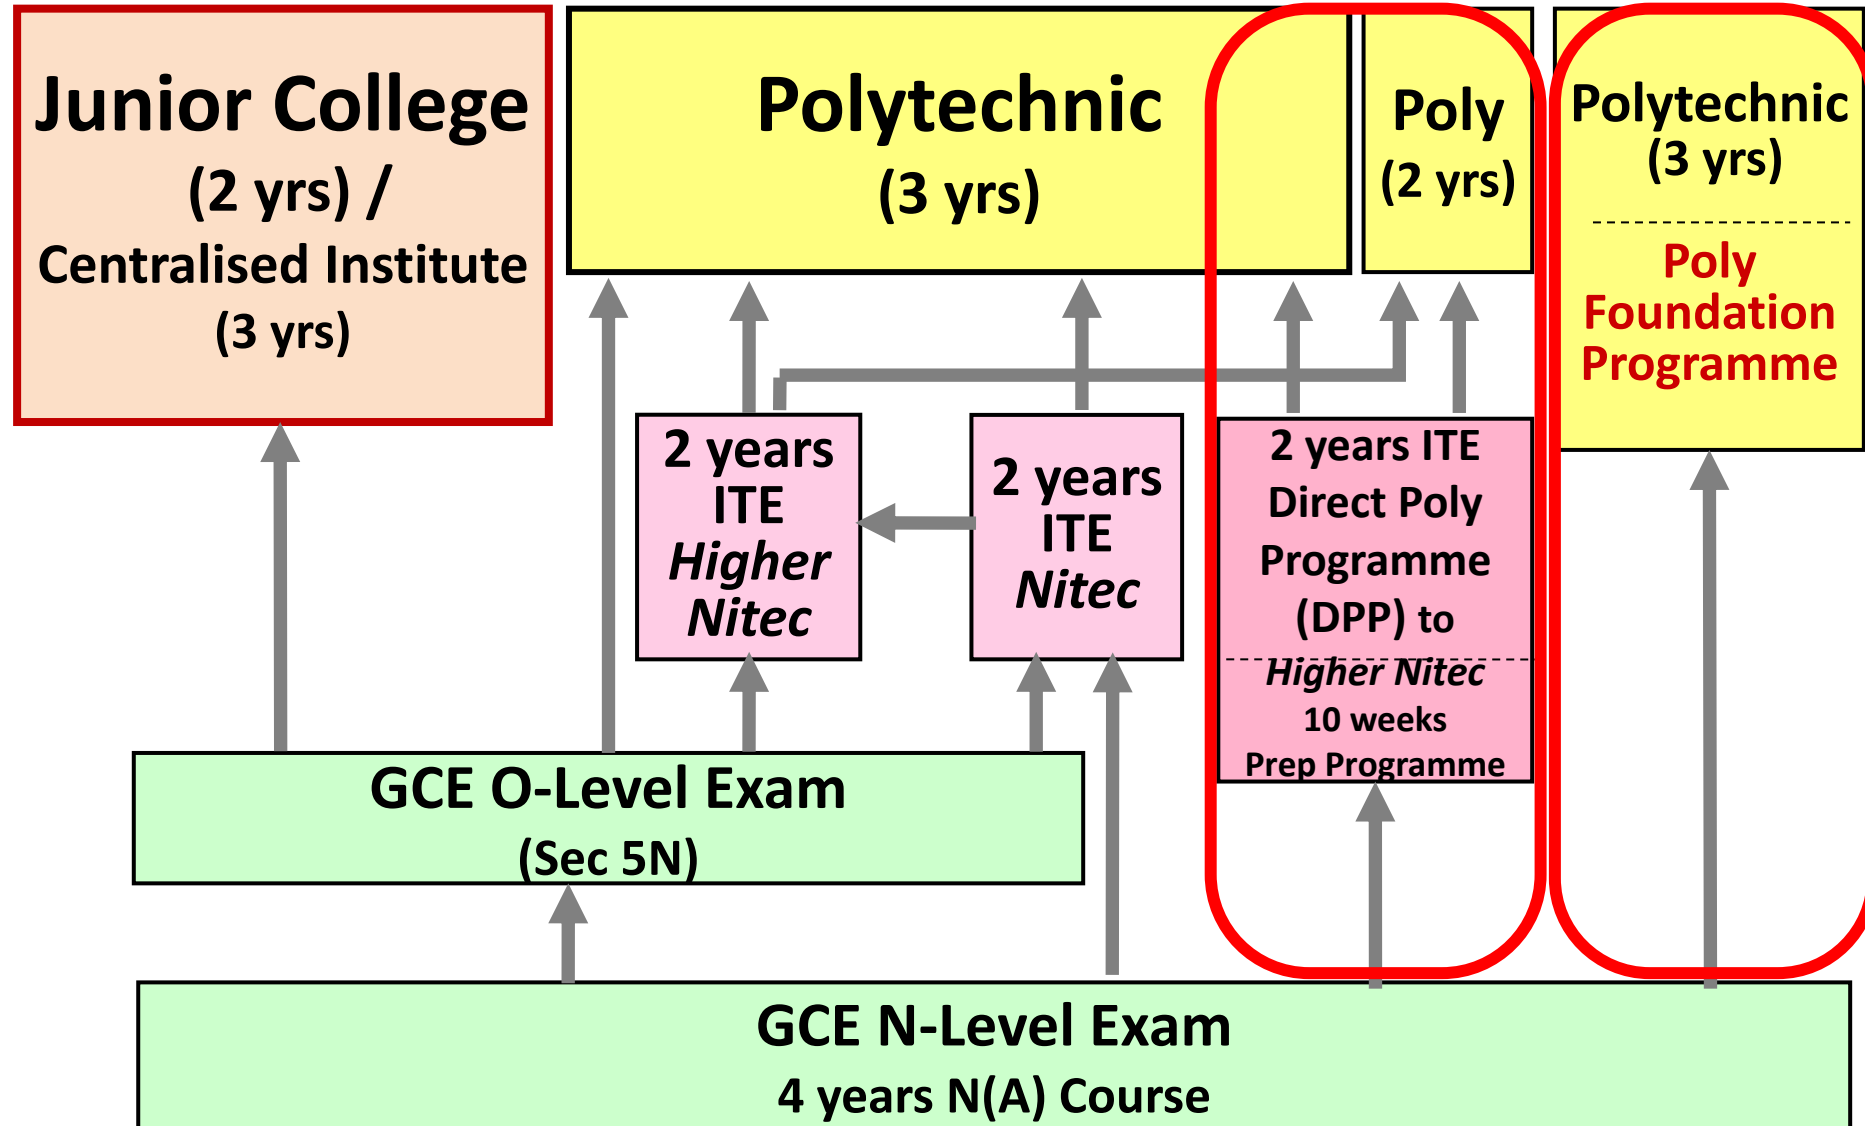 Junior College
(2 yrs) /
Centralised Institute
(3 yrs)
Polytechnic
(3 yrs)
Poly
(2 yrs)
Polytechnic
(3 yrs)
Poly
Foundation
Programme
2 years
ITE
Higher
Nitec
2 years
ITE
Nitec
2 years ITE
Direct Poly
Programme
(DPP) to
Higher Nitec
10 weeks
Prep Programme
GCE O-Level Exam
(Sec 5N)
GCE N-Level Exam
4 years N(A) Course